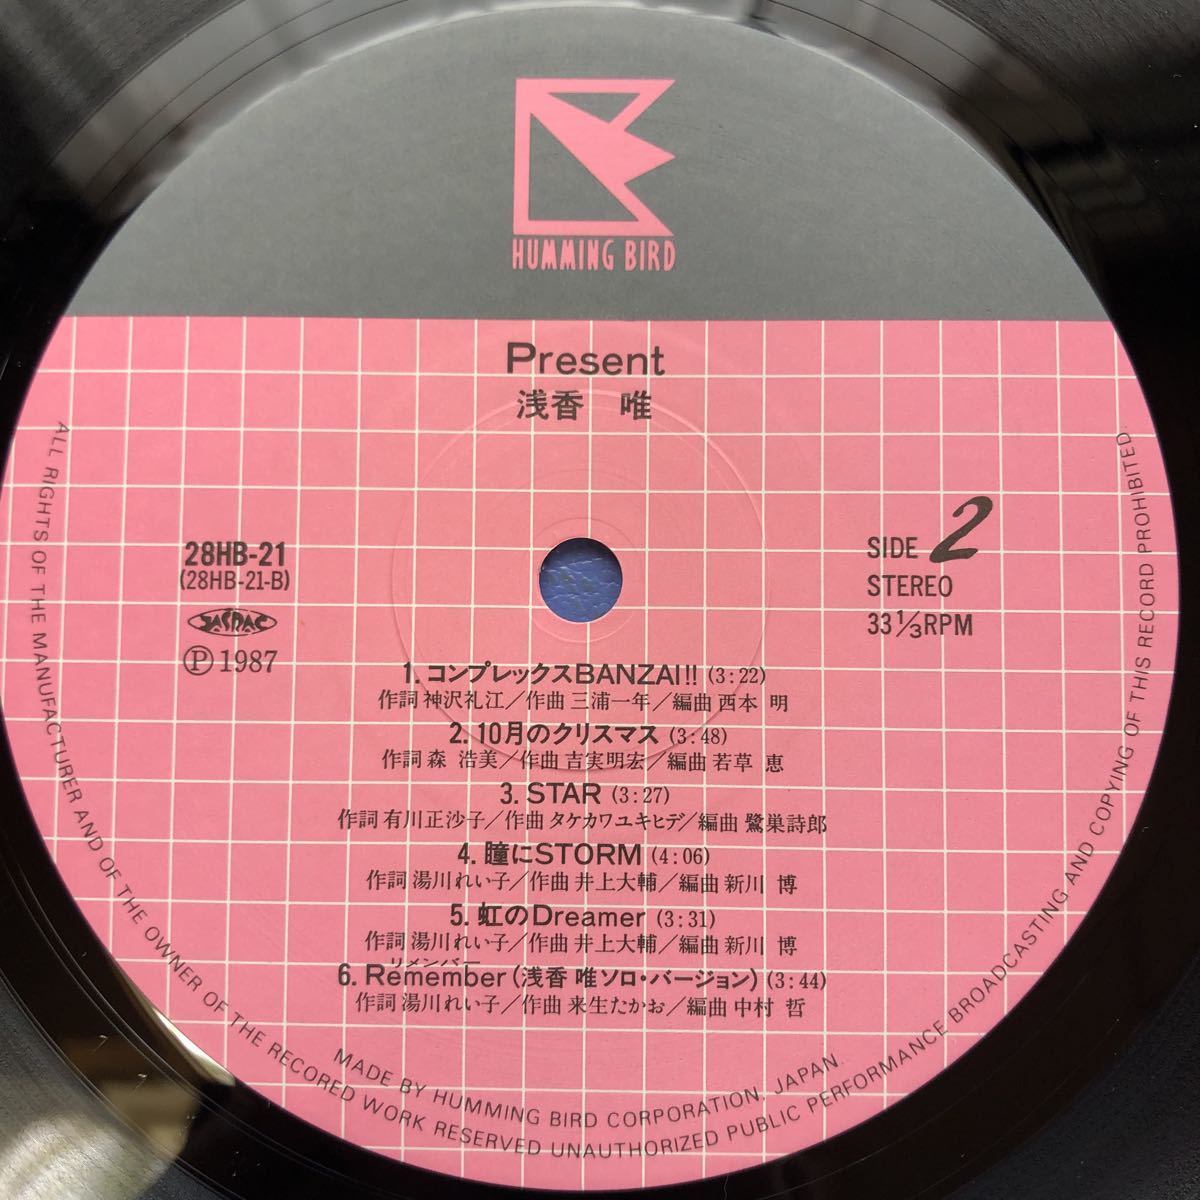 HUMMING BIRD
Present
浅香 唯
28HB-21
(28HB-21-B)
JASRAC
Ⓟ 1987
SIDE 2
STEREO
33 1/3 RPM
1. コンプレックスBANZAI!! (3:22)
作詞 神沢礼江／作曲 三浦一年／編曲 西本 明
2. 10月のクリスマス (3:48)
作詞 森 浩美／作曲 吉実明宏／編曲 若草 恵
3. STAR (3:27)
作詞 有川正沙子／作曲 タケカワユキヒデ／編曲 鷺巣詩郎
4. 瞳にSTORM (4:06)
作詞 湯川れい子／作曲 井上大輔／編曲 新川 博
5. 虹のDreamer (3:31)
作詞 湯川れい子／作曲 井上大輔／編曲 新川 博
リメンバー
6. Remember (浅香 唯ソロ・バージョン) (3:44)
作詞 湯川れい子／作曲 来生たかお／編曲 中村 哲
MADE BY HUMMING BIRD CORPORATION, JAPAN.
ALL RIGHTS OF THE MANUFACTURER AND OF THE OWNER OF THE RECORED WORK RESERVED UNAUTHORIZED PUBLIC PERFORMANCE BROADCASTING AND COPYING OF THIS RECORD PROHIBITED.